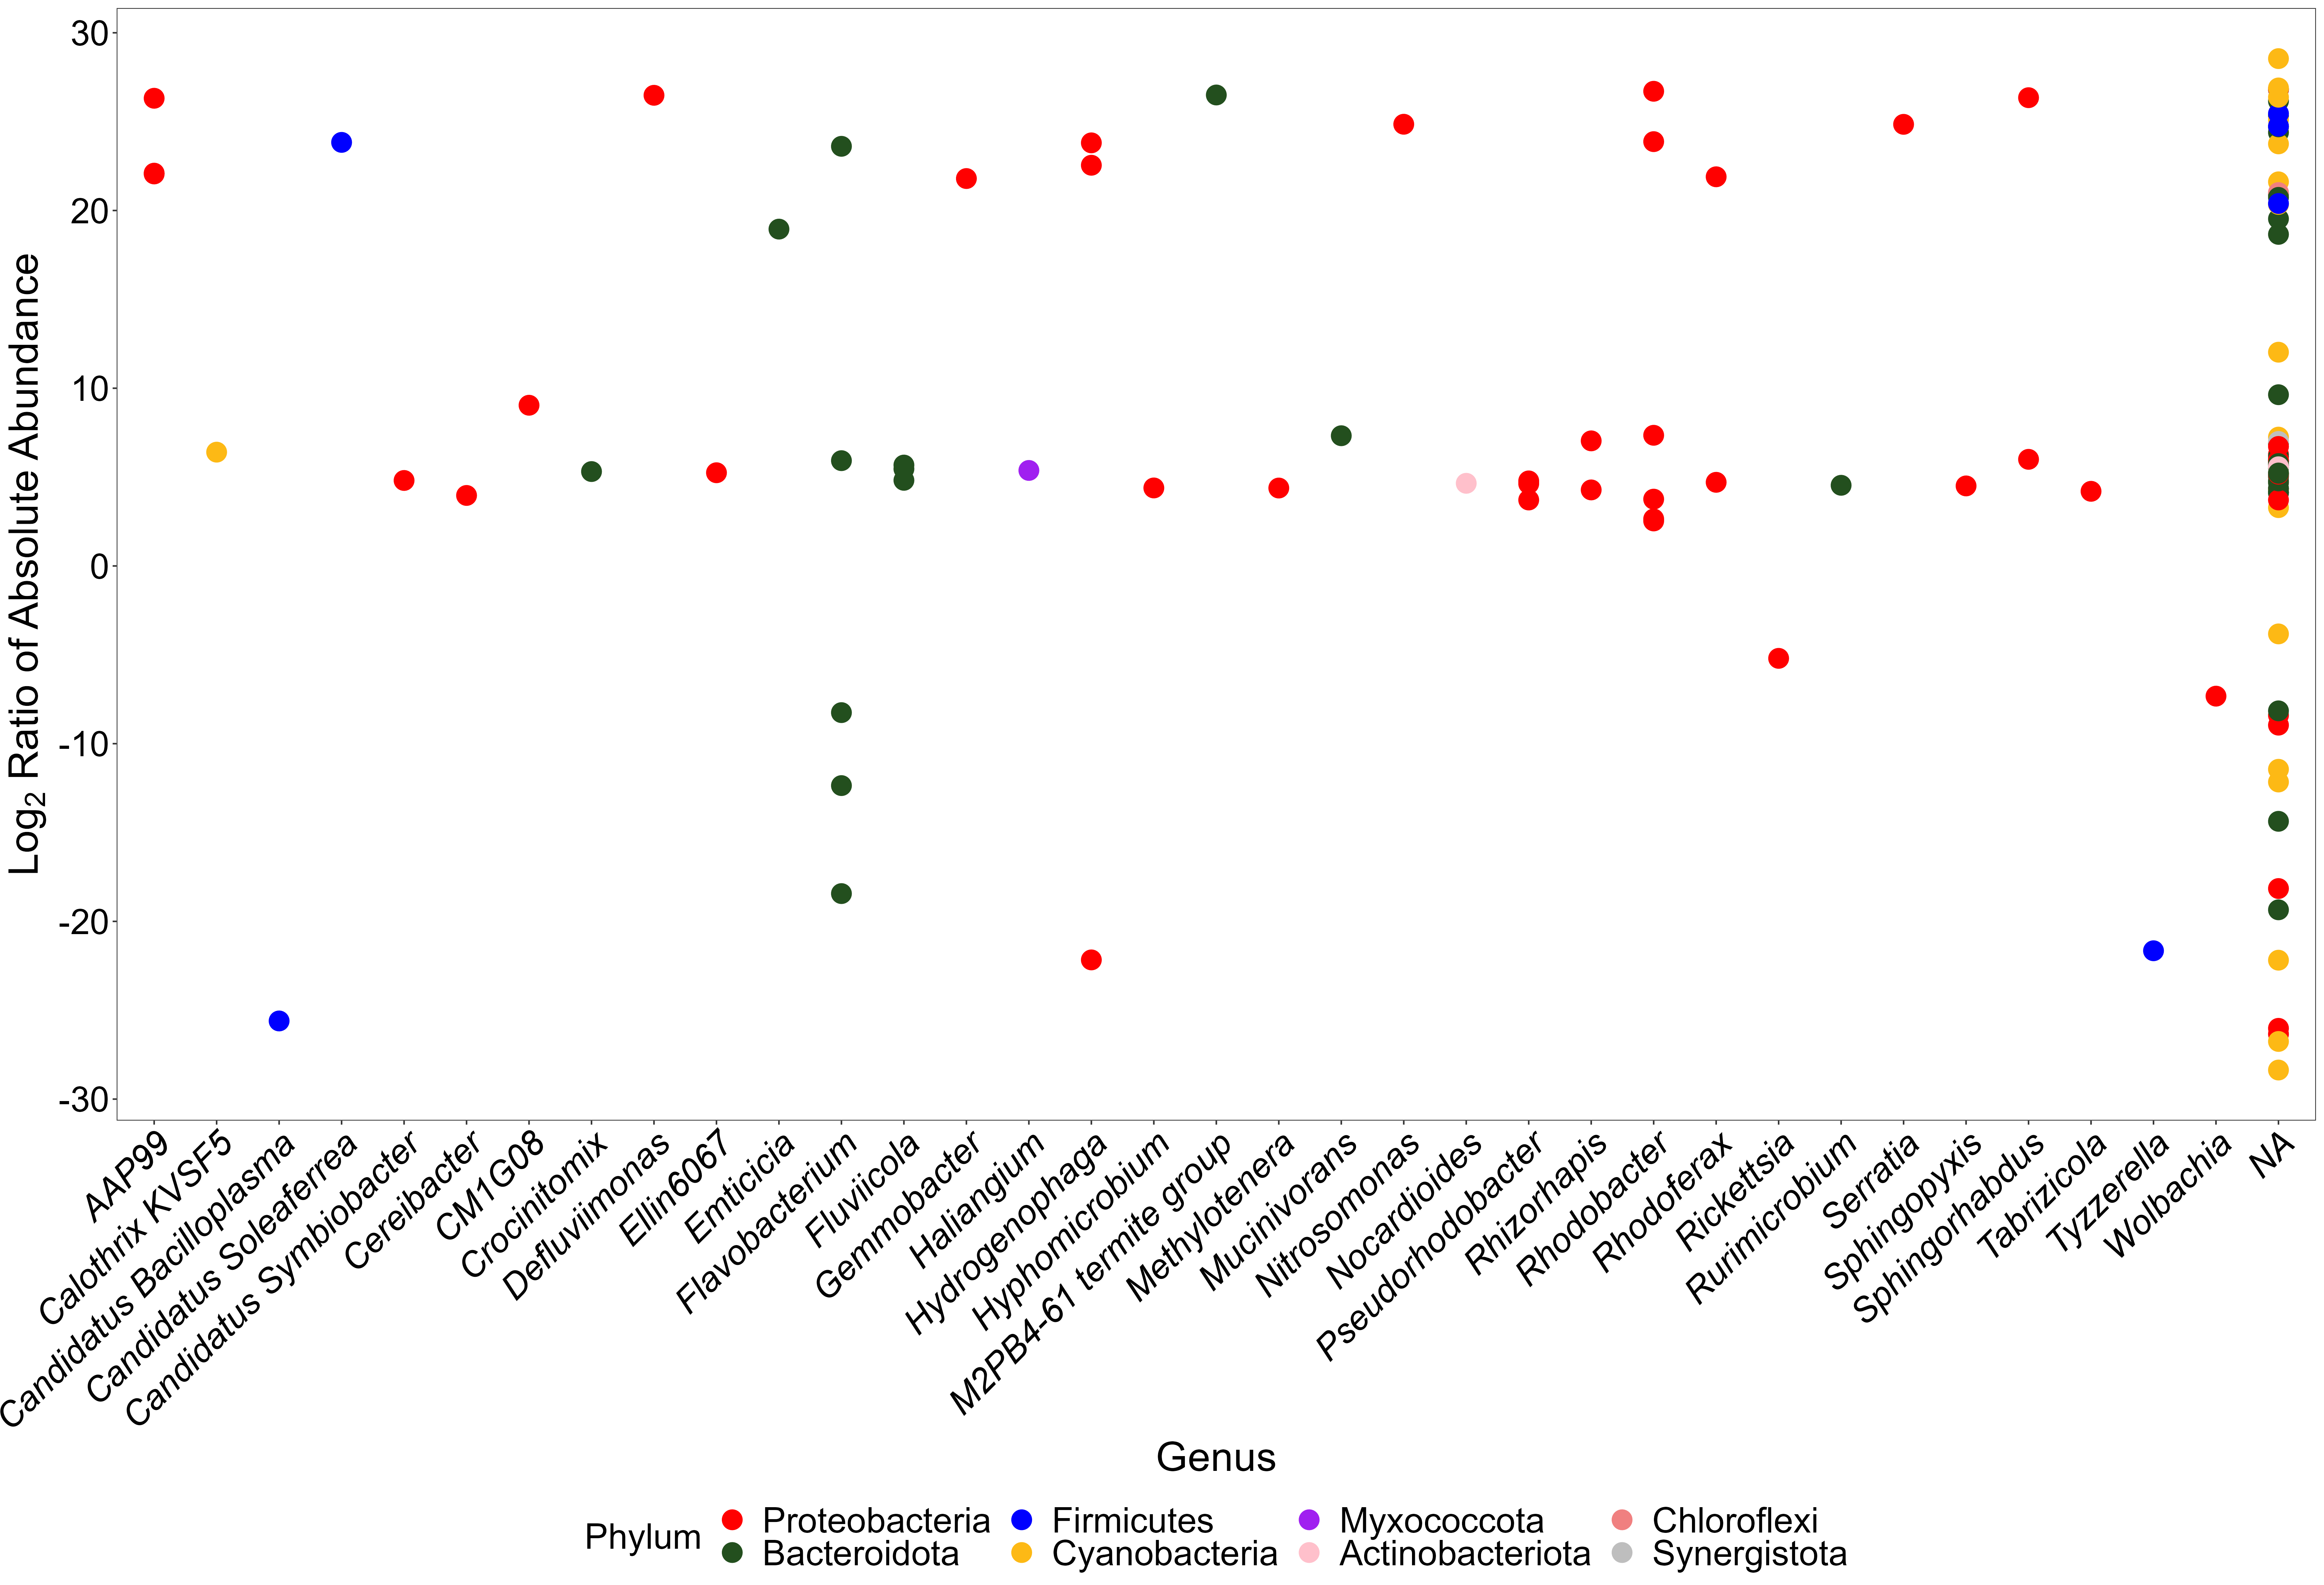 30
20
10
0
-10
-20
-30
Log2 Ratio of Absolute Abundance
AAP99
Calothrix KVSF5
Candidatus Bacilloplasma
Candidatus Soleaferrea
Candidatus Symbiobacter
Cereibacter
CM1G08
Crocinitomix
Defluviimonas
Ellin6067
Emticicia
Flavobacterium
Fluviicola
Gemmobacter
Haliangium
Hydrogenophaga
Hyphomicrobium
M2PB4-61 termite group
Methylotenera
Mucinivorans
Nitrosomonas
Nocardioides
Pseudorhodobacter
Rhizorhapis
Rhodobacter
Rhodoferax
Rickettsia
Rurimicrobium
Serratia
Sphingopyxis
Sphingorhabdus
Tabrizicola
Tyzzerella
Wolbachia
NA
Genus
Phylum
Proteobacteria
Firmicutes
Myxococcota
Chloroflexi
Bacteroidota
Cyanobacteria
Actinobacteriota
Synergistota